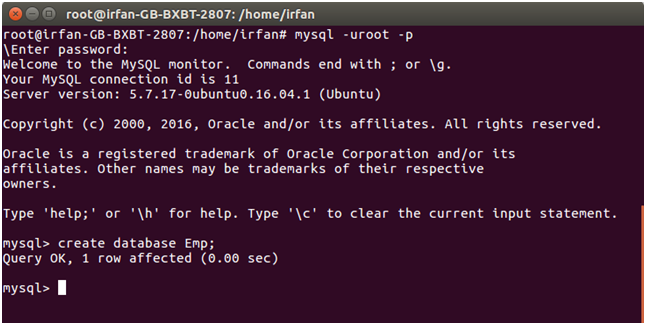 root@irfan-GB-BXBT-2807: /home/irfan
root@irfan-GB-BXBT-2807:/home/irfan# mysql -uroot -p
\Enter password:
Welcome to the MySQL monitor.  Commands end with ; or \g.
Your MySQL connection id is 11
Server version: 5.7.17-0ubuntu0.16.04.1 (Ubuntu)
Copyright (c) 2000, 2016, Oracle and/or its affiliates. All rights reserved.
Oracle is a registered trademark of Oracle Corporation and/or its
affiliates. Other names may be trademarks of their respective
owners.
Type 'help;' or '\h' for help. Type '\c' to clear the current input statement.
mysql> create database Emp;
Query OK, 1 row affected (0.00 sec)
mysql>